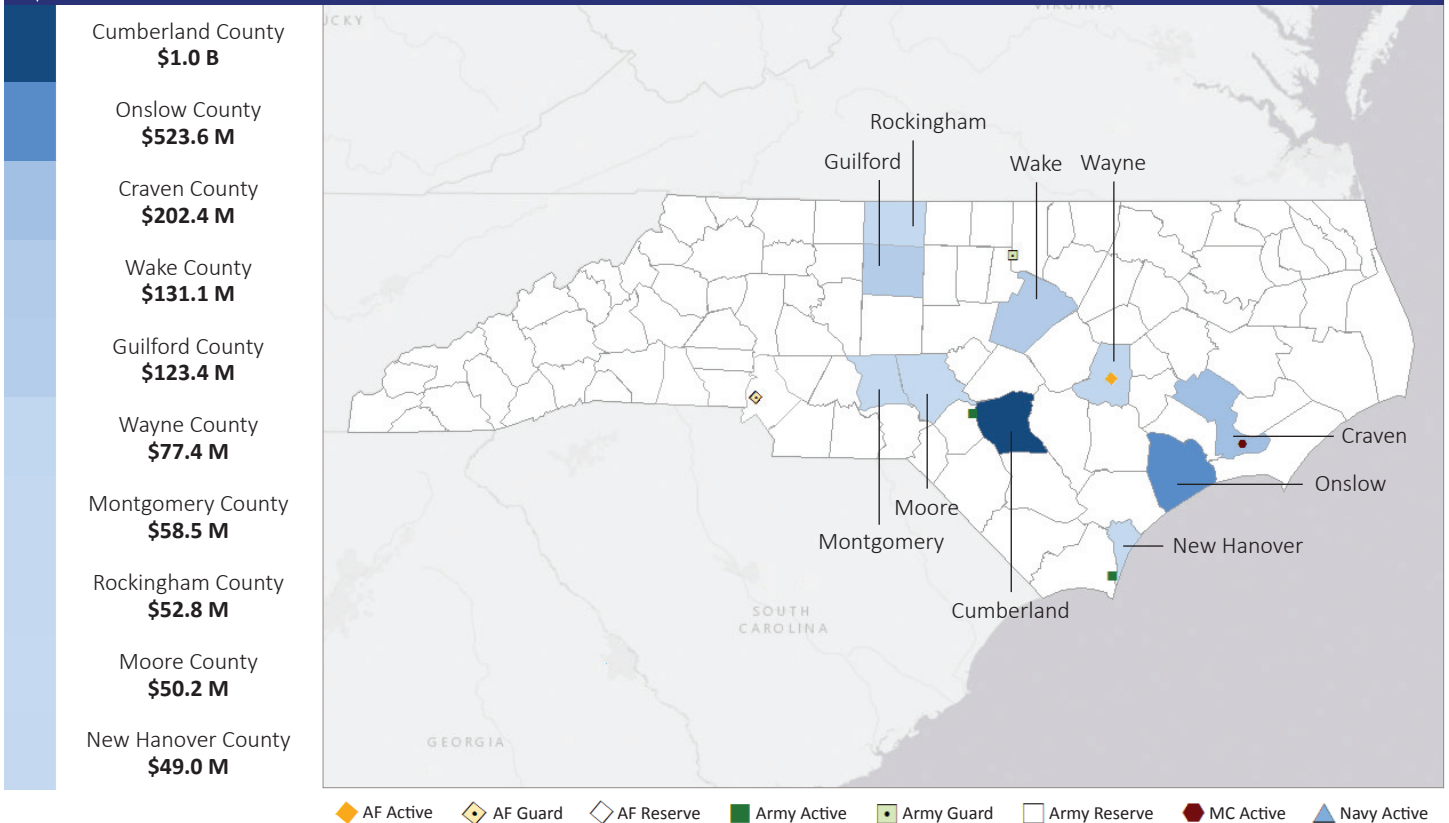 Cumberland County
$1.0 B
Onslow County
$523.6 M
Craven County
$202.4 M
Wake County
$131.1 M
Guilford County
$123.4 M
Wayne County
$77.4 M
Montgomery County
$58.5 M
Rockingham County
$52.8 M
Moore County
$50.2 M
New Hanover County
$49.0 M
Rockingham
Guilford
Wake
Wayne
Craven
Onslow
Moore
Montgomery
New Hanover
Cumberland
SOUTH
CAROLINA
GEORGIA
AF Active
AF Guard
AF Reserve
Army Active
Army Guard
Army Reserve
MC Active
Navy Active